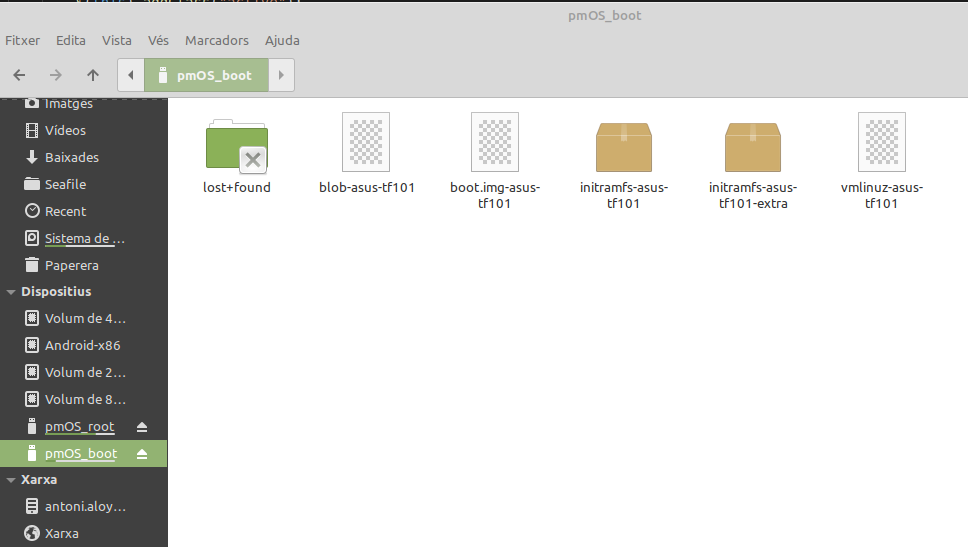 pmOS_boot
Fitxer Edita Vista Vés Marcadors Ajuda
pmOS_boot
Imatges
Vídeos
Baixades
Seafile
Recent
Sistema de ...
Paperera
Dispositius
Volum de 4...
Android-x86
Volum de 2...
Volum de 8...
pmOS_root
pmOS_boot
Xarxa
antoni.aloy...
Xarxa
lost+found
blob-asus-tf101
boot.img-asus-
tf101
initramfs-asus-
tf101
initramfs-asus-
tf101-extra
vmlinuz-asus-
tf101